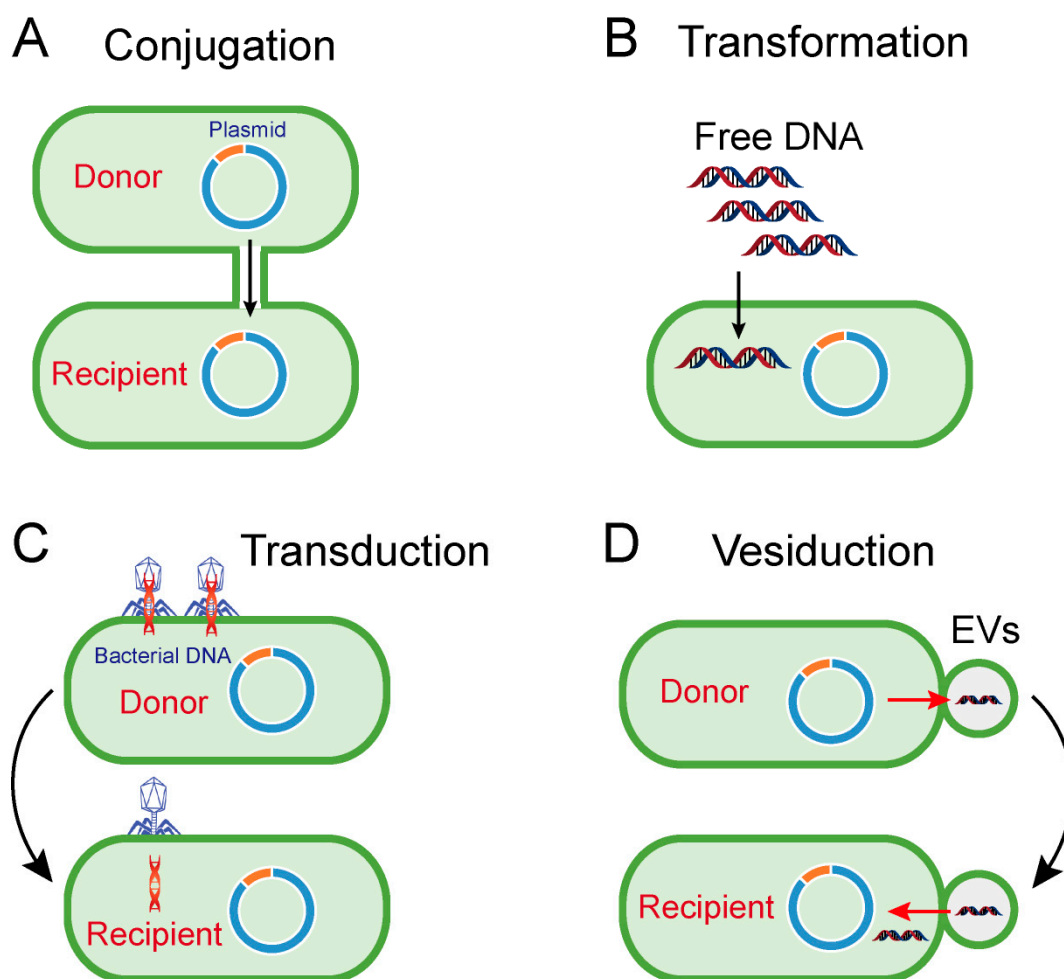 A Conjugation
Plasmid
Donor
Recipient
B Transformation
Free DNA
C Transduction
Bacterial DNA
Donor
Recipient
D Vesiduction
EVs
Donor
Recipient